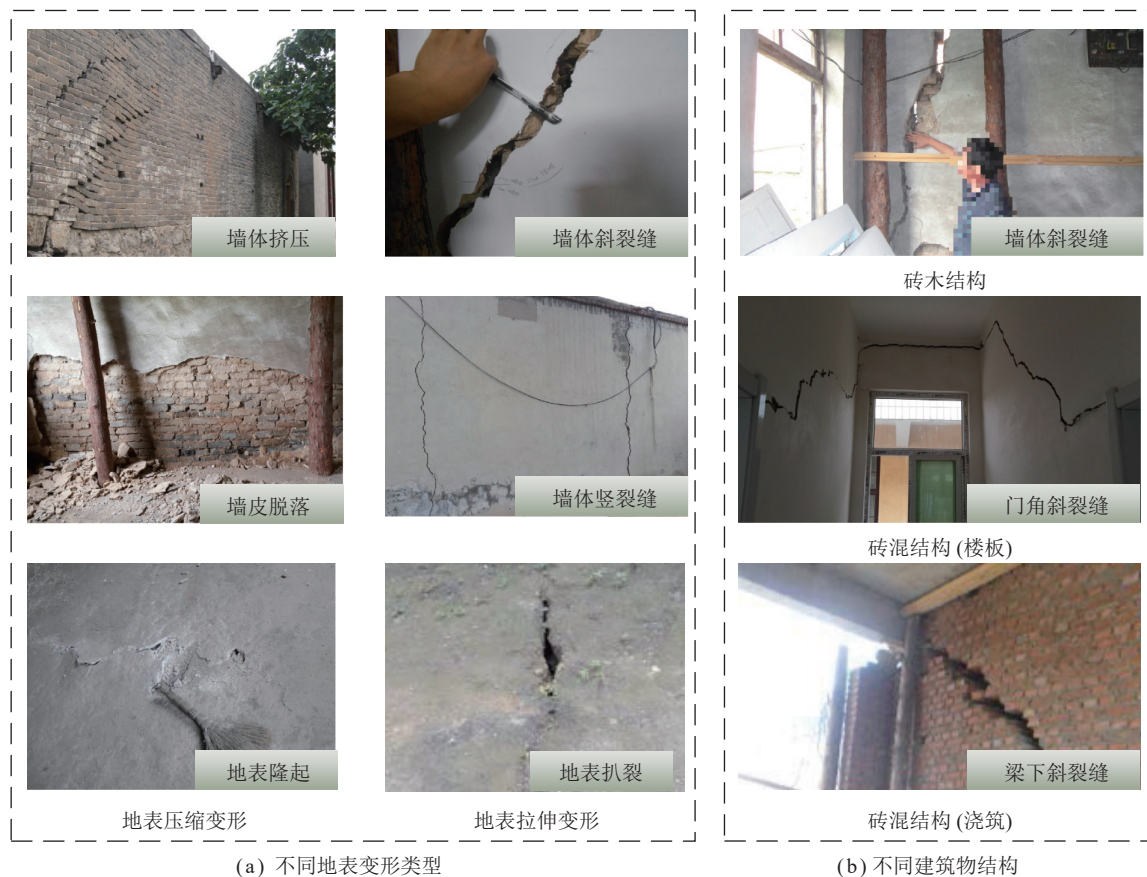 墙体挤压
墙体斜裂缝
墙体斜裂缝
砖木结构
墙皮脱落
墙体竖裂缝
门角斜裂缝
砖混结构 (楼板)
地表隆起
地表扒裂
梁下斜裂缝
地表压缩变形
地表拉伸变形
砖混结构 (浇筑)
(a) 不同地表变形类型
(b) 不同建筑物结构